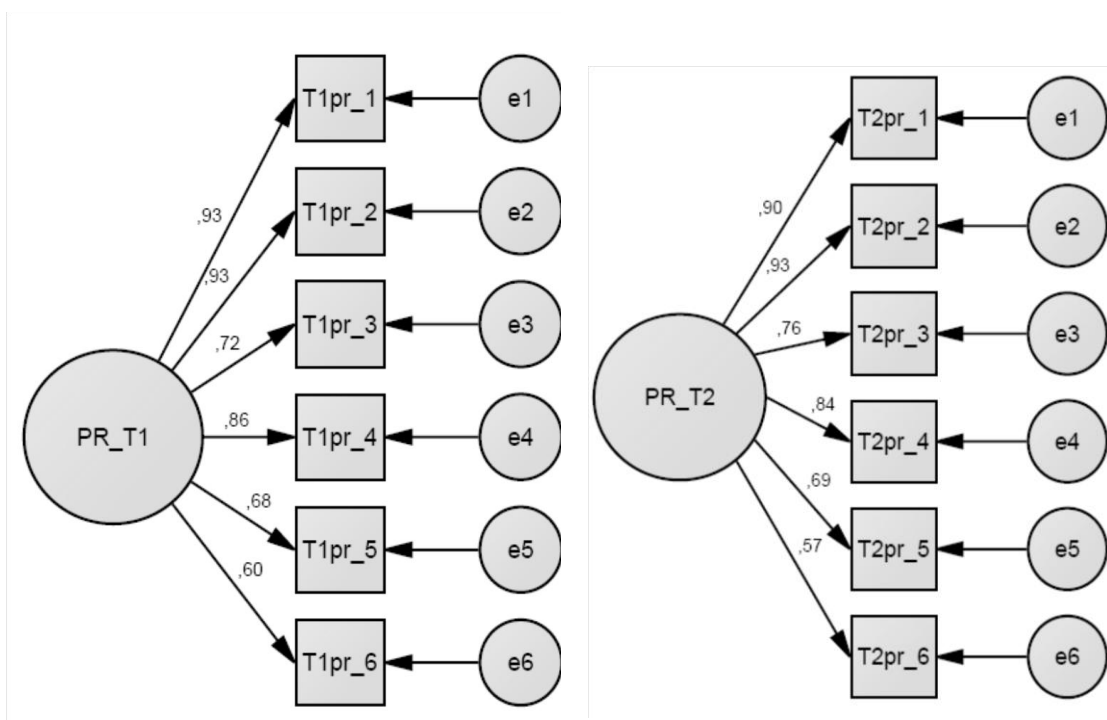 T1pr_1
e1
,93
T1pr_2
e2
,93
T1pr_3
e3
,72
PR_T1
,86
T1pr_4
e4
,68
T1pr_5
e5
,60
T1pr_6
e6
T2pr_1
e1
,90
T2pr_2
e2
,93
T2pr_3
e3
,76
PR_T2
,84
T2pr_4
e4
,69
T2pr_5
e5
,57
T2pr_6
e6